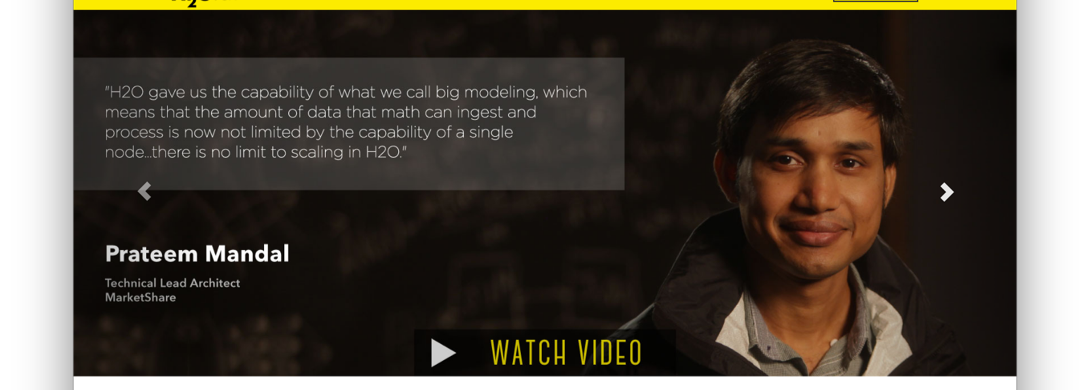 "H2O gave us the capability of what we call big modeling, which
means that the amount of data that math can ingest and
process is now not limited by the capability of a single
node...there is no limit to scaling in H2O."
Prateem Mandal
Technical Lead Architect
MarketShare
WATCH VIDEO